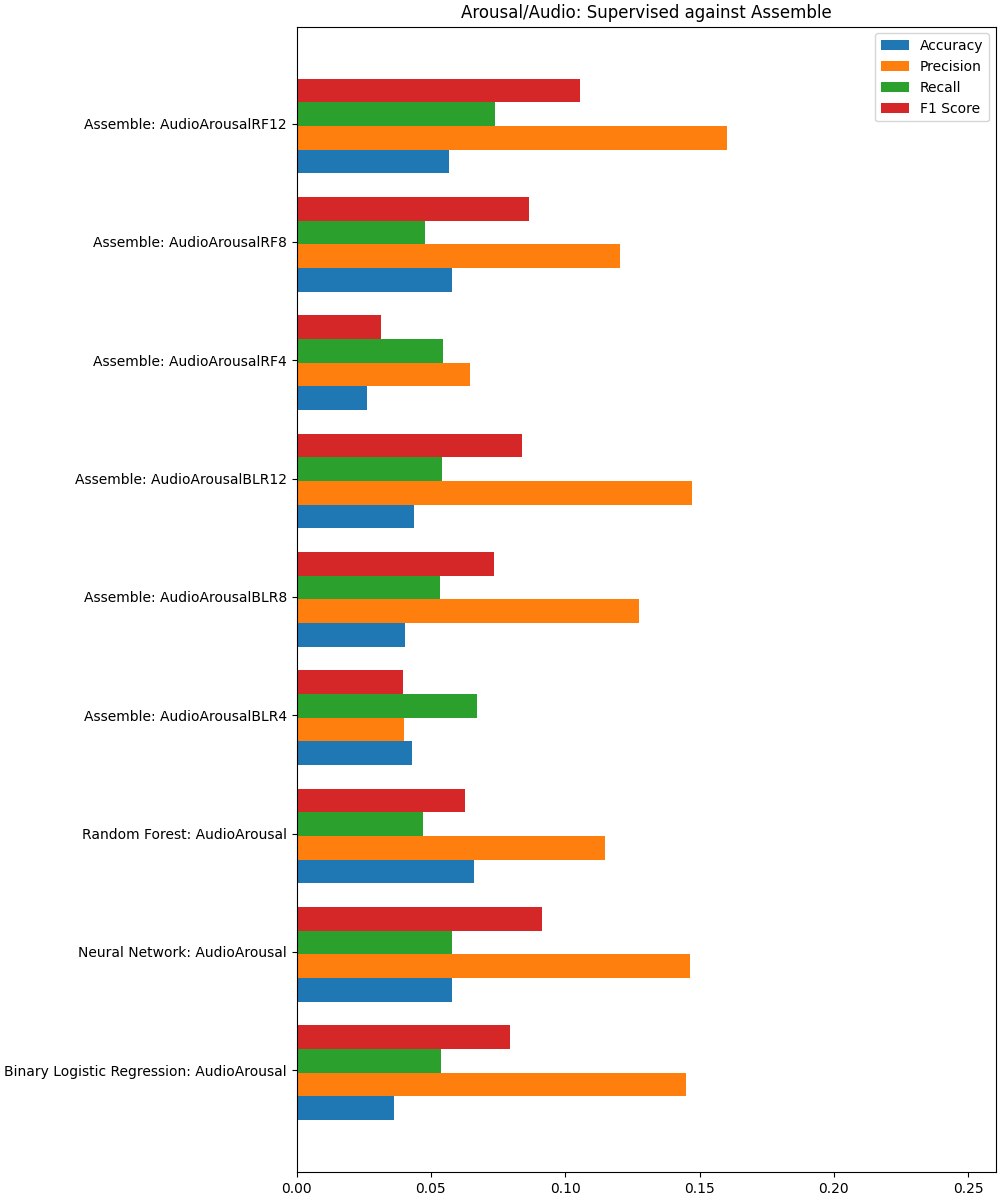 Arousal/Audio: Supervised against Assemble
Accuracy
Precision
Recall
F1 Score
Assemble: AudioArousalRF12
Assemble: AudioArousalRF8
Assemble: AudioArousalRF4
Assemble: AudioArousalBLR12
Assemble: AudioArousalBLR8
Assemble: AudioArousalBLR4
Random Forest: AudioArousal
Neural Network: AudioArousal
Binary Logistic Regression: AudioArousal
0.00 0.05 0.10 0.15 0.20 0.25